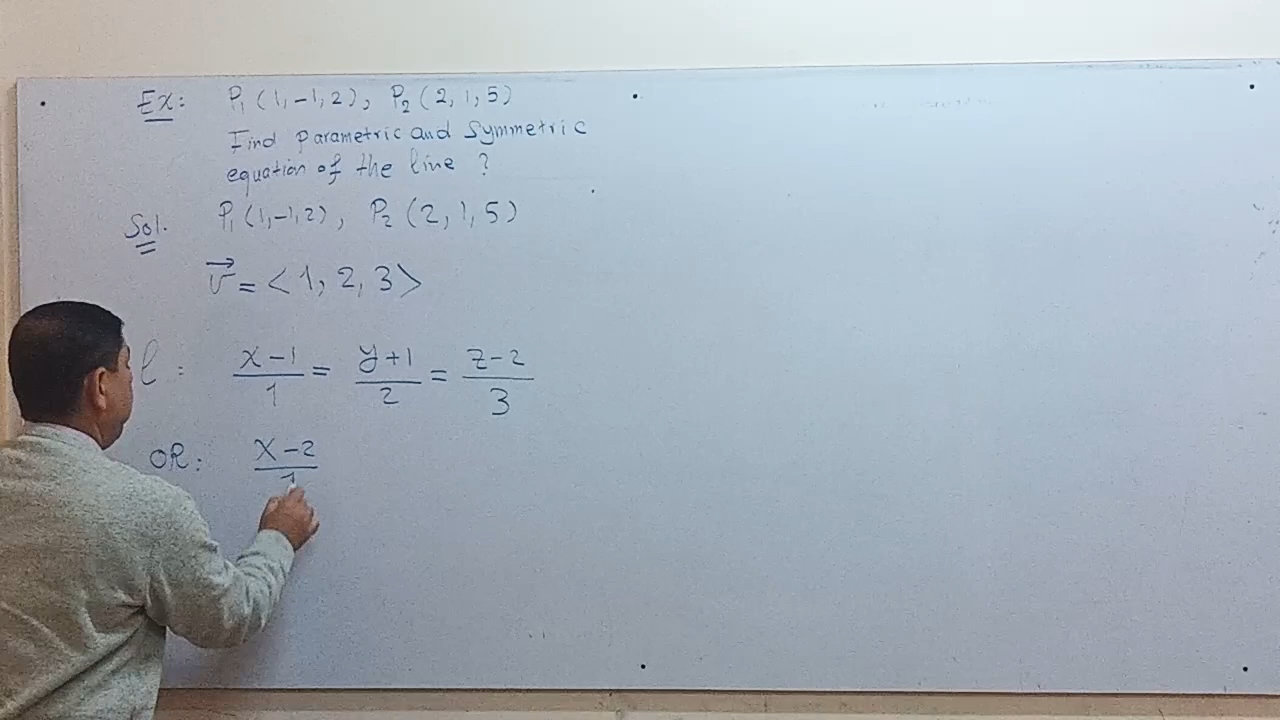 Ex: P₁ (1,-1,2), P₂ (2,1,5)
Find parametric and Symmetric
equation of the line ?
Sol. P₁(1,-1,2), P₂ (2,1,5)
v⃗ = <1, 2, 3>
l : (x-1)/1 = (y+1)/2 = (z-2)/3
OR: (x-2)/1